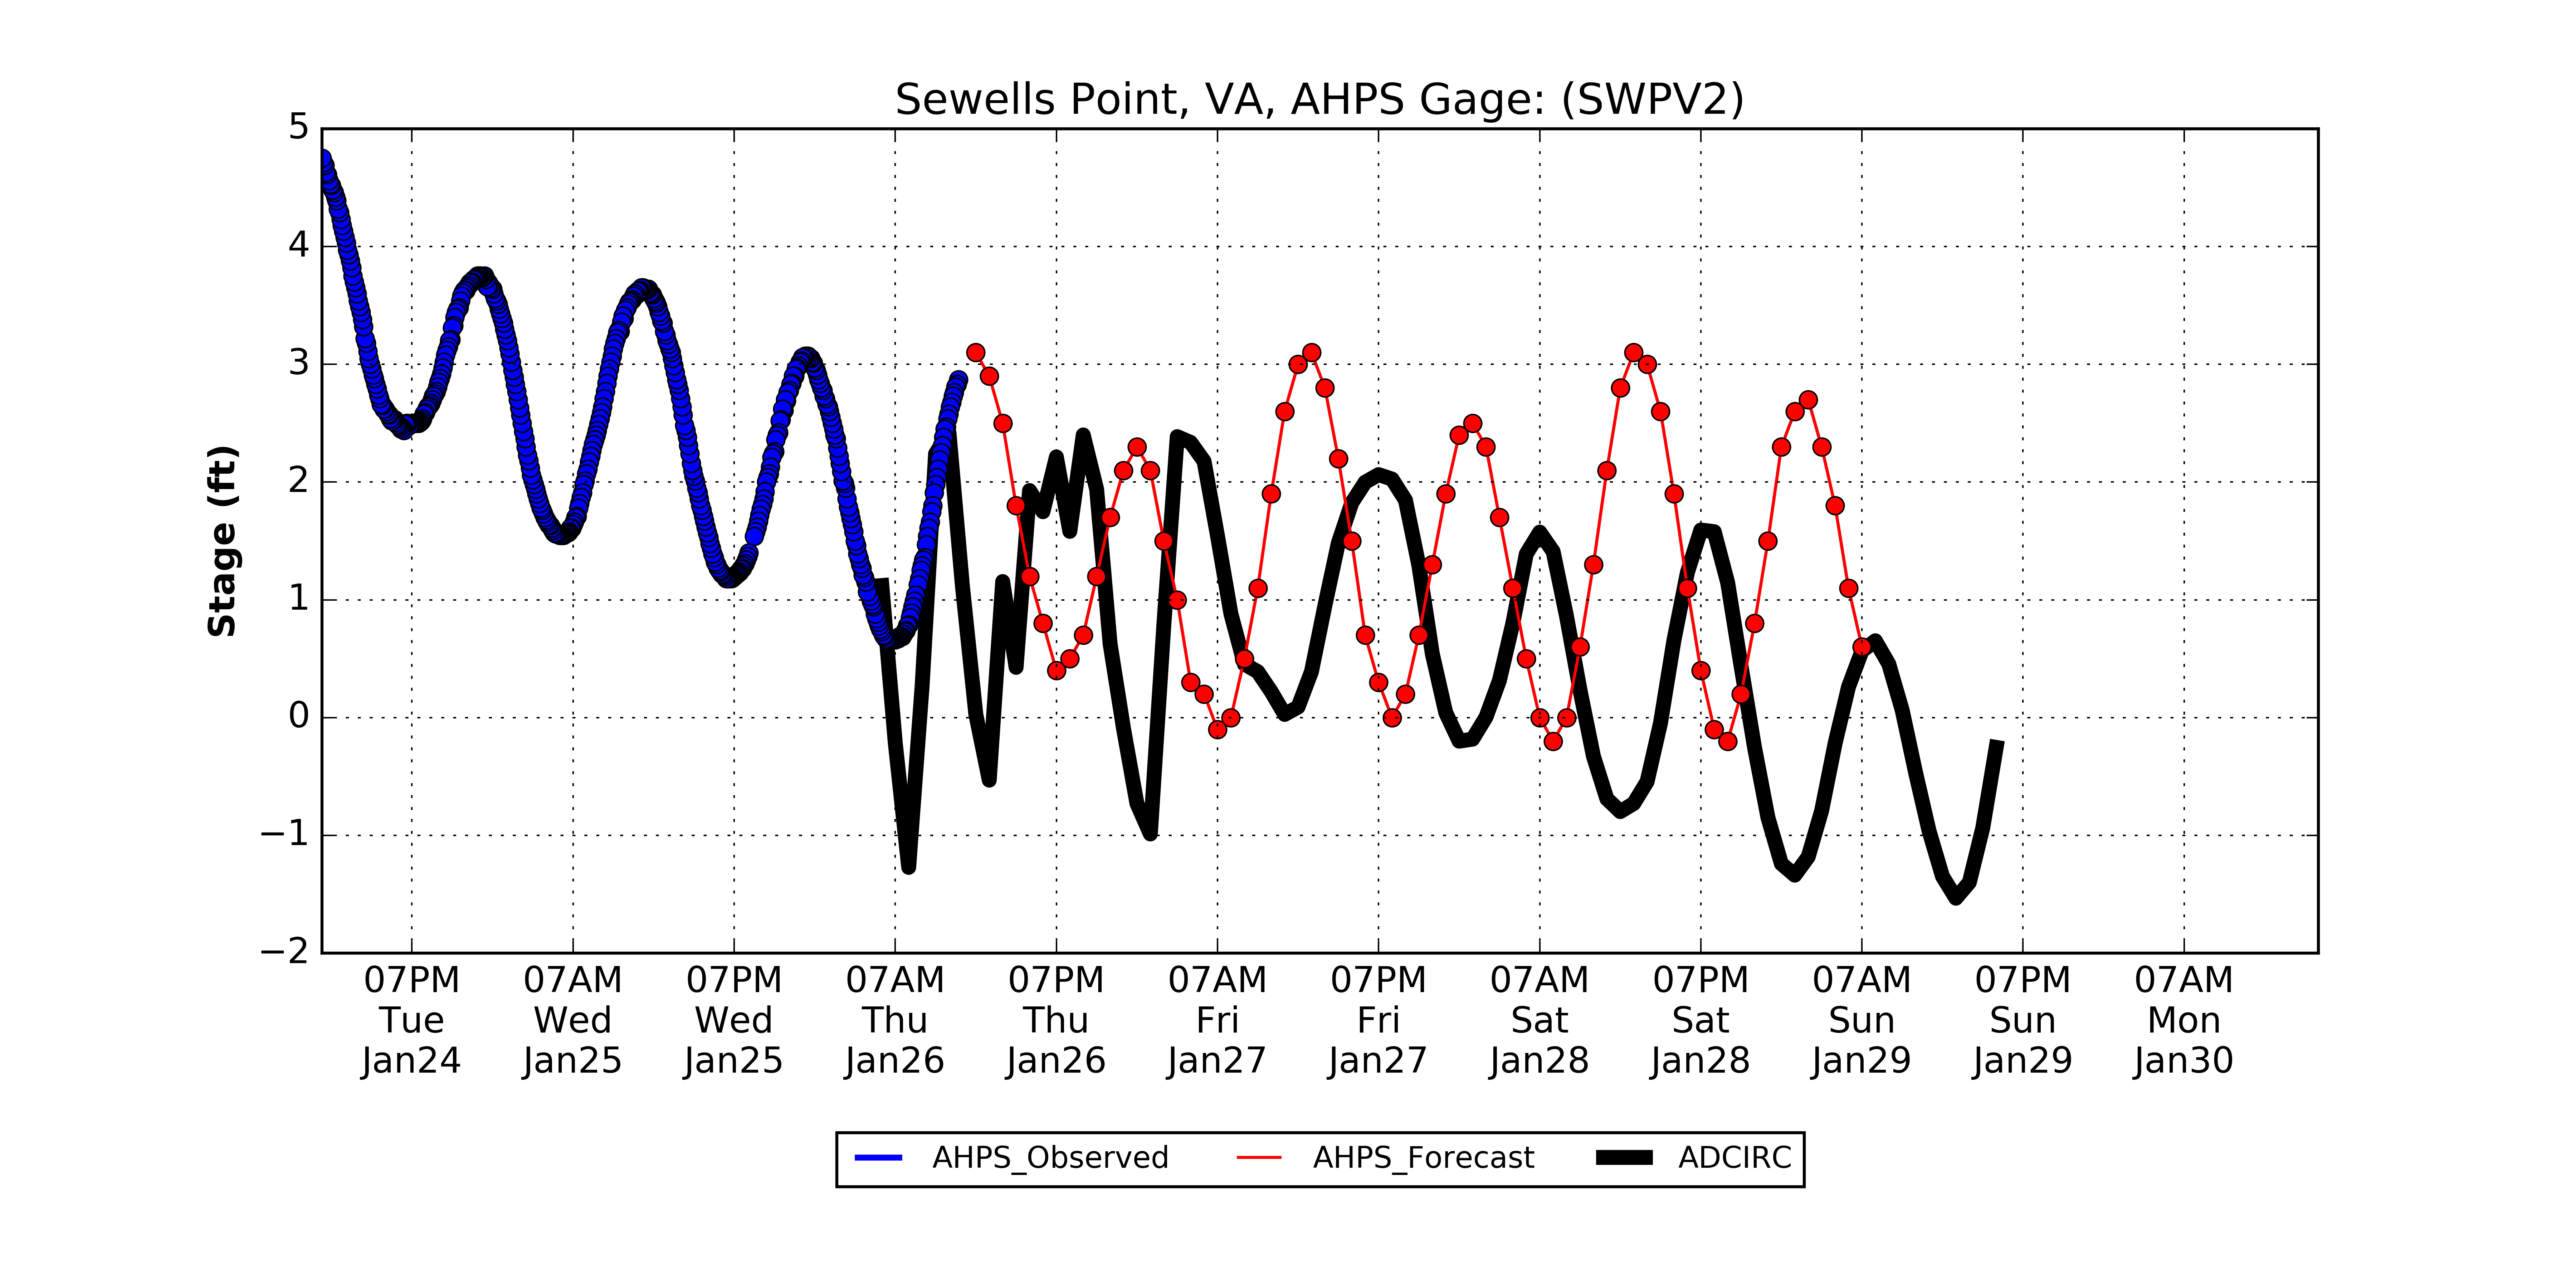 Sewells Point, VA, AHPS Gage: (SWPV2)
5
4
3
2
1
0
−1
−2
Stage (ft)
07PM 07AM 07PM 07AM 07PM 07AM 07PM 07AM 07PM 07AM 07PM 07AM
Tue Wed Wed Thu Thu Fri Fri Sat Sat Sun Sun Mon
Jan24 Jan25 Jan25 Jan26 Jan26 Jan27 Jan27 Jan28 Jan28 Jan29 Jan29 Jan30
AHPS_Observed AHPS_Forecast ADCIRC